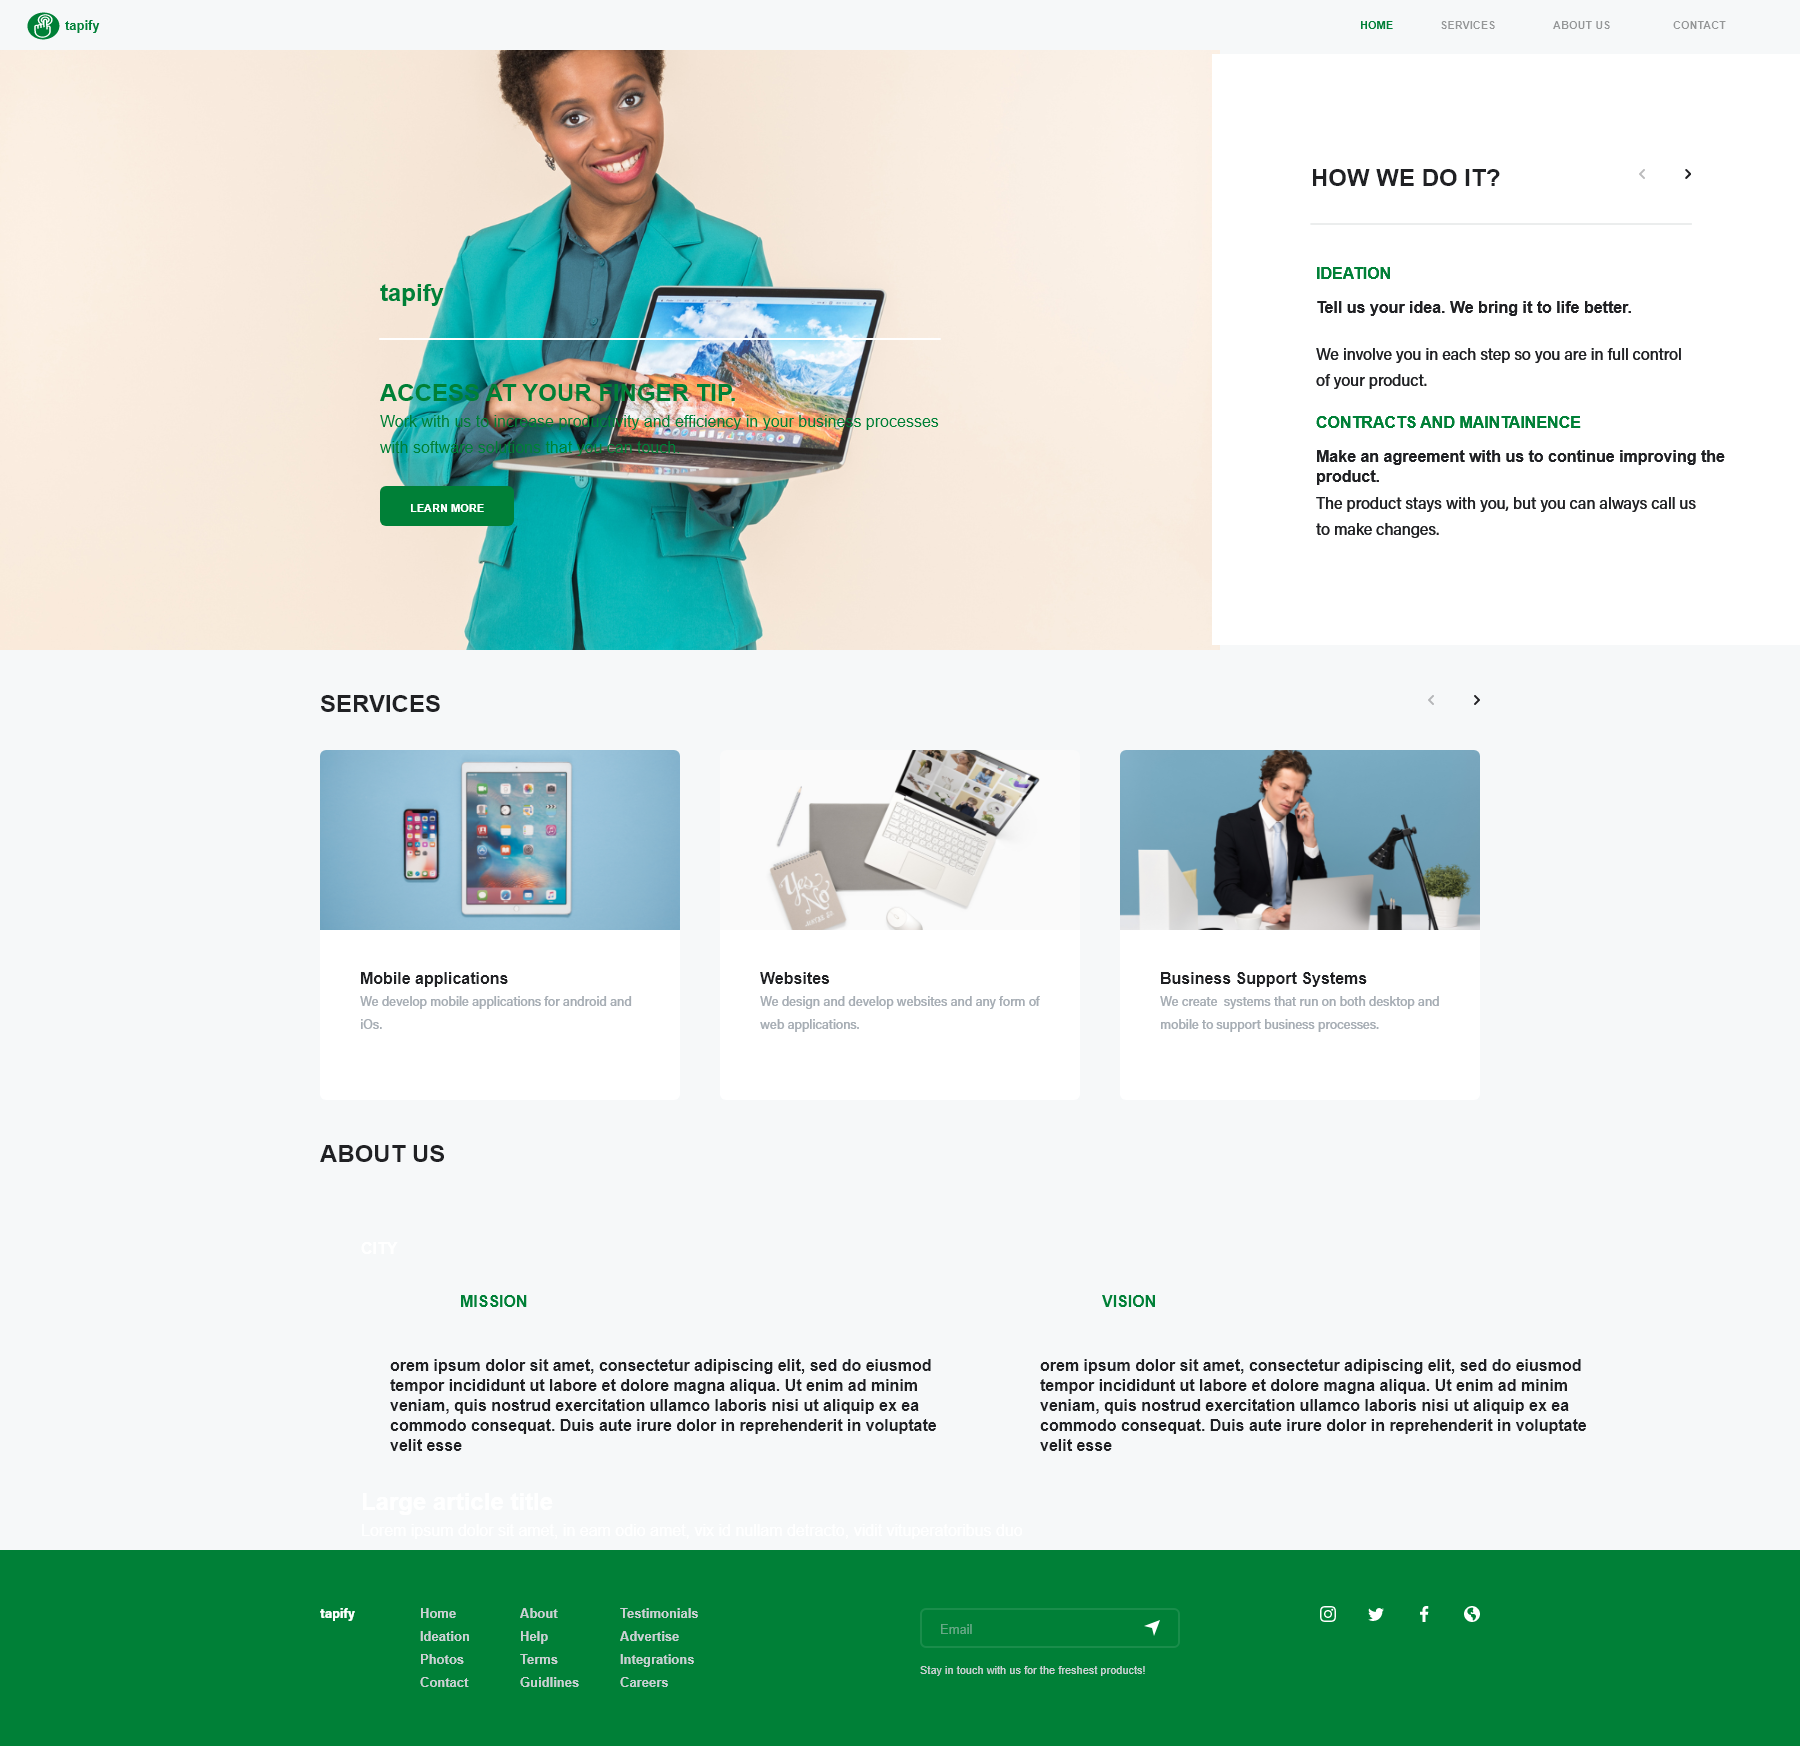 tapify
HOME SERVICES ABOUT US CONTACT
tapify
ACCESS AT YOUR FINGER TIP.
Work with us to increase productivity and efficiency in your business processes
with software solutions that you can touch.
LEARN MORE
HOW WE DO IT?
IDEATION
Tell us your idea. We bring it to life better.
We involve you in each step so you are in full control
of your product.
CONTRACTS AND MAINTAINENCE
Make an agreement with us to continue improving the
product.
The product stays with you, but you can always call us
to make changes.
SERVICES
Yes
No
MAYBE SO
Mobile applications
We develop mobile applications for android and
iOs.
Websites
We design and develop websites and any form of
web applications.
Business Support Systems
We create  systems that run on both desktop and
mobile to support business processes.
ABOUT US
CITY
MISSION
orem ipsum dolor sit amet, consectetur adipiscing elit, sed do eiusmod
tempor incididunt ut labore et dolore magna aliqua. Ut enim ad minim
veniam, quis nostrud exercitation ullamco laboris nisi ut aliquip ex ea
commodo consequat. Duis aute irure dolor in reprehenderit in voluptate
velit esse
VISION
orem ipsum dolor sit amet, consectetur adipiscing elit, sed do eiusmod
tempor incididunt ut labore et dolore magna aliqua. Ut enim ad minim
veniam, quis nostrud exercitation ullamco laboris nisi ut aliquip ex ea
commodo consequat. Duis aute irure dolor in reprehenderit in voluptate
velit esse
Large article title
Lorem ipsum dolor sit amet, in eam odio amet, vix id nullam detracto, vidit vituperatoribus duo
tapify
Home
Ideation
Photos
Contact
About
Help
Terms
Guidlines
Testimonials
Advertise
Integrations
Careers
Email
Stay in touch with us for the freshest products!